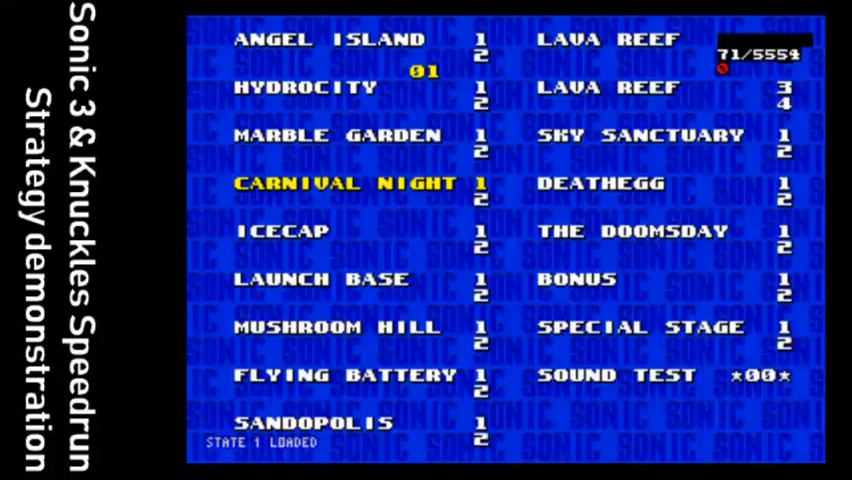 Sonic 3 & Knuckles Speedrun
Strategy demonstration
ANGEL ISLAND 1
2
01
HYDROCITY 1
2
MARBLE GARDEN 1
2
CARNIVAL NIGHT 1
2
ICECAP 1
2
LAUNCH BASE 1
2
MUSHROOM HILL 1
2
FLYING BATTERY 1
2
SANDOPOLIS 1
2
LAVA REEF
71/5554
0
LAVA REEF 3
4
SKY SANCTUARY 1
2
DEATHEGG 1
2
THE DOOMSDAY 1
2
BONUS 1
2
SPECIAL STAGE 1
2
SOUND TEST *00*
STATE 1 LOADED